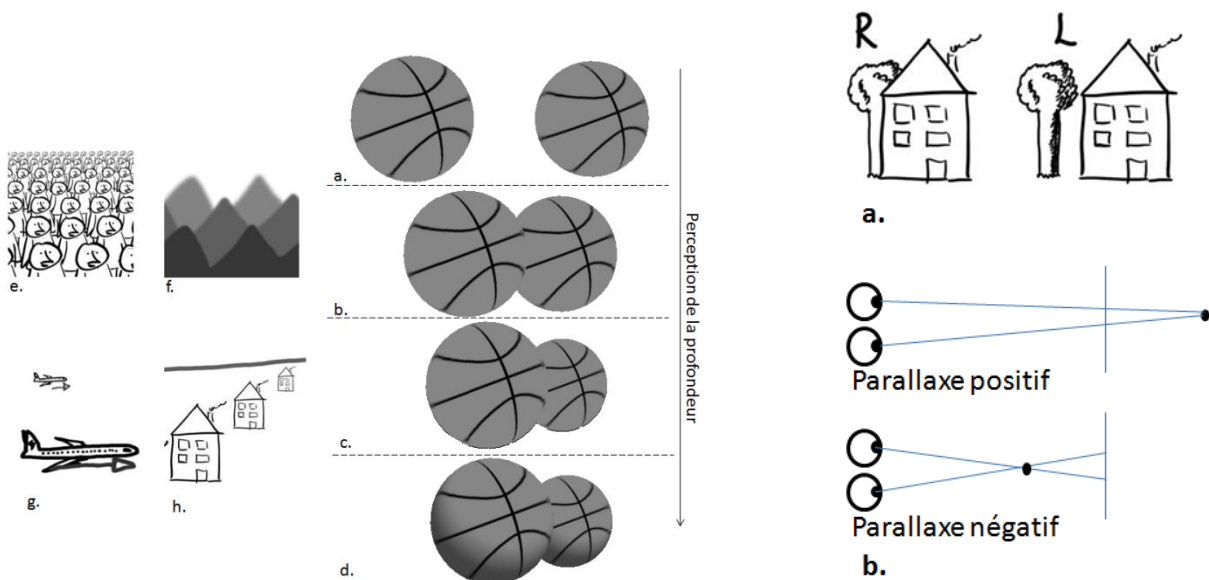 e.
f.
g.
h.
a.
b.
c.
d.
Perception de la profondeur
R L
a.
Parallaxe positif
Parallaxe négatif
b.